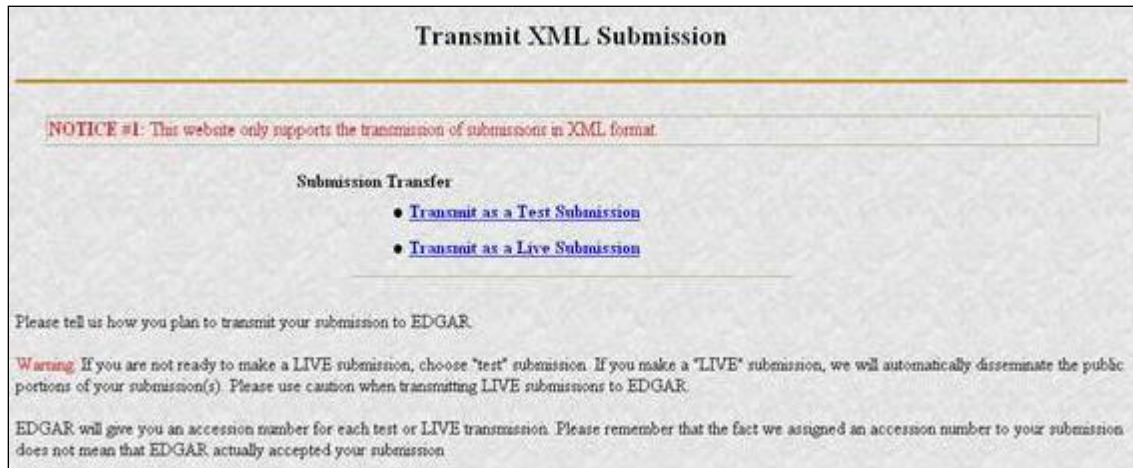 Transmit XML Submission
NOTICE #1: This website only supports the transmission of submissions in XML format.
Submission Transfer
● Transmit as a Test Submission
● Transmit as a Live Submission
Please tell us how you plan to transmit your submission to EDGAR.
Warning: If you are not ready to make a LIVE submission, choose "test" submission. If you make a "LIVE" submission, we will automatically disseminate the public
portions of your submission(s). Please use caution when transmitting LIVE submissions to EDGAR.
EDGAR will give you an accession number for each test or LIVE transmission. Please remember that the fact we assigned an accession number to your submission
does not mean that EDGAR actually accepted your submission